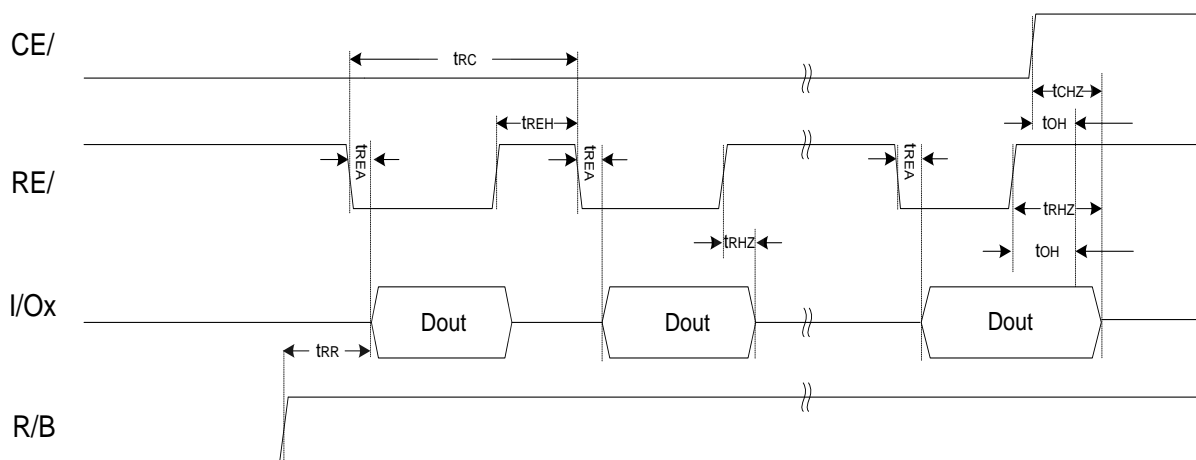 CE/
tRC
tCHZ
tREH
tOH
tREA
tREA
tREA
RE/
tRHZ
tRHZ
tOH
I/Ox
Dout
Dout
Dout
tRR
R/B